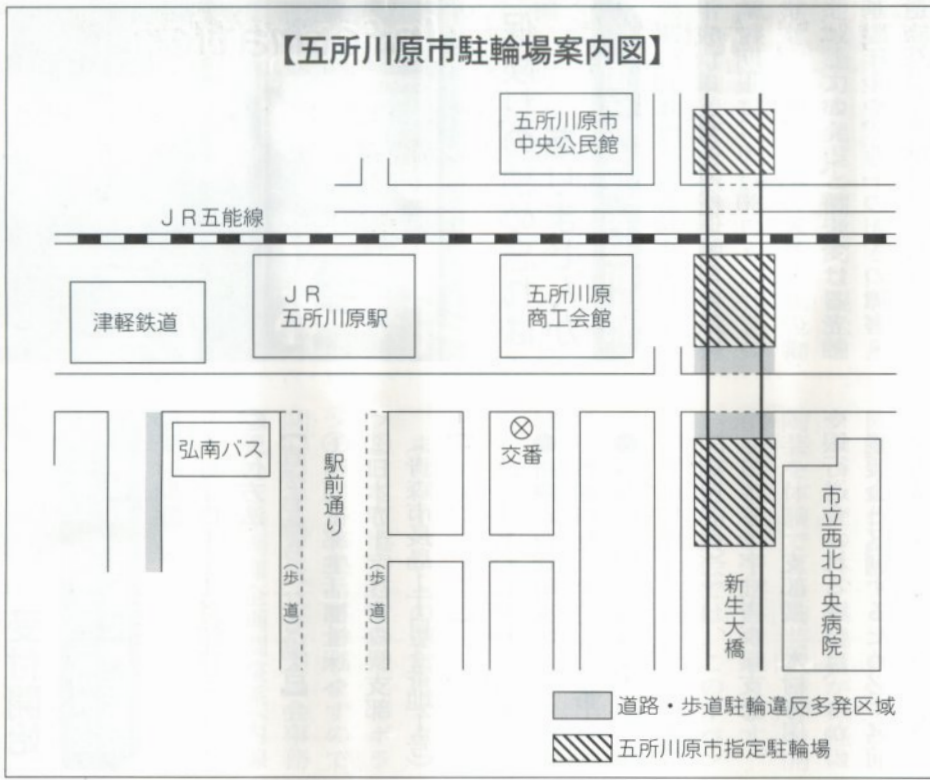 【五所川原市駐輪場案内図】
五所川原市
中央公民館
ＪＲ五能線
津軽鉄道
ＪＲ
五所川原駅
五所川原
商工会館
弘南バス
駅前通り
交番
（歩道）
（歩道）
新生大橋
市立西北中央病院
道路・歩道駐輪違反多発区域
五所川原市指定駐輪場